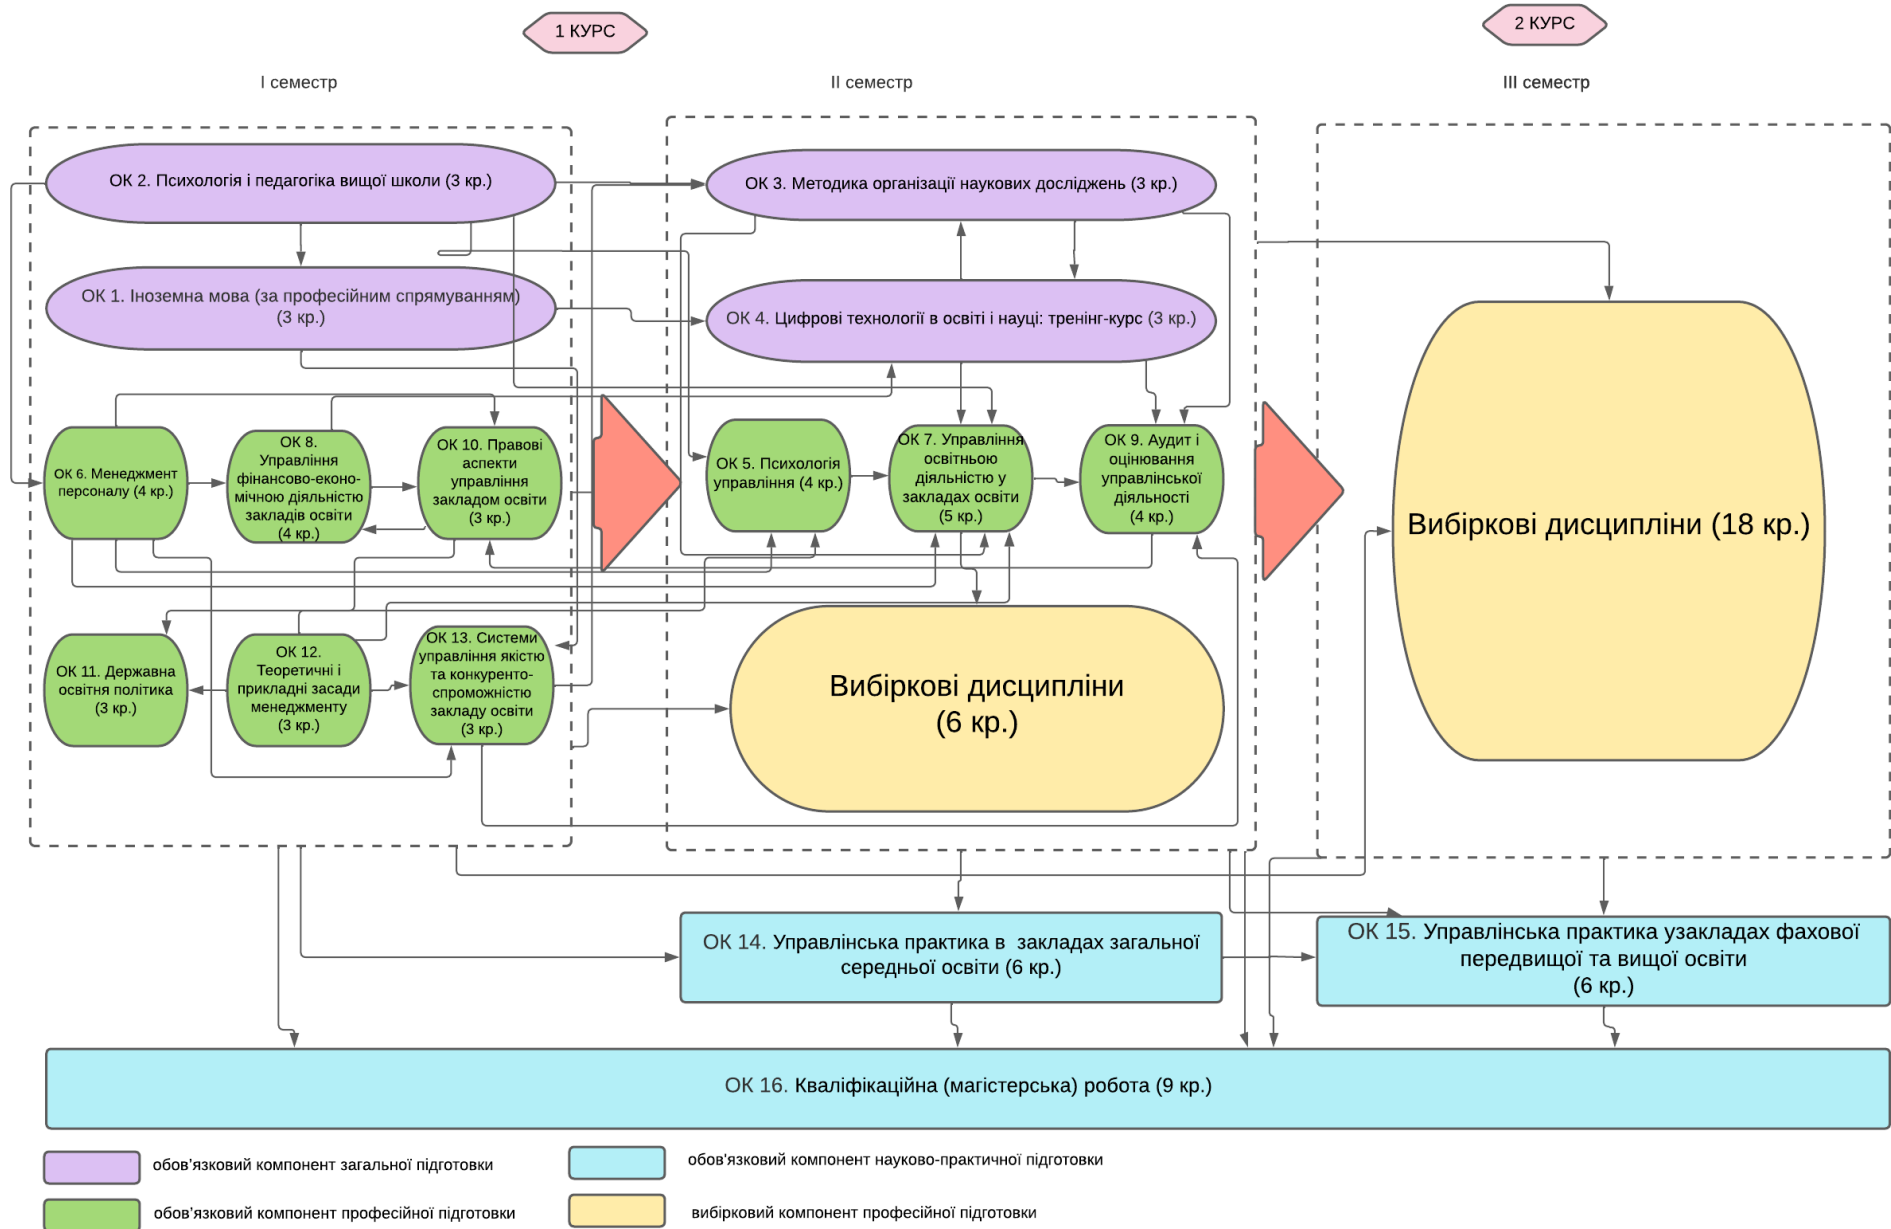 1 КУРС
2 КУРС
І семестр
ІІ семестр
ІІІ семестр
ОК 2. Психологія і педагогіка вищої школи (3 кр.)
ОК 1. Іноземна мова (за професійним спрямуванням)
(3 кр.)
ОК 6. Менеджмент
персоналу (4 кр.)
ОК 8.
Управління
фінансово-еконо-
мічною діяльністю
закладів освіти
(4 кр.)
ОК 10. Правові
аспекти
управління
закладом освіти
(3 кр.)
ОК 11. Державна
освітня політика
(3 кр.)
ОК 12.
Теоретичні і
прикладні засади
менеджменту
(3 кр.)
ОК 13. Системи
управління якістю
та конкуренто-
спроможністю
закладу освіти
(3 кр.)
ОК 3. Методика організації наукових досліджень (3 кр.)
ОК 4. Цифрові технології в освіті і науці: тренінг-курс (3 кр.)
ОК 5. Психологія
управління (4 кр.)
ОК 7. Управління
освітньою
діяльністю у
закладах освіти
(5 кр.)
ОК 9. Аудит і
оцінювання
управлінської
діяльності
(4 кр.)
Вибіркові дисципліни
(6 кр.)
Вибіркові дисципліни (18 кр.)
ОК 14. Управлінська практика в закладах загальної
середньої освіти (6 кр.)
ОК 15. Управлінська практика узакладах фахової
передвищої та вищої освіти
(6 кр.)
ОК 16. Кваліфікаційна (магістерська) робота (9 кр.)
обов'язковий компонент загальної підготовки
обов'язковий компонент науково-практичної підготовки
обов'язковий компонент професійної підготовки
вибірковий компонент професійної підготовки